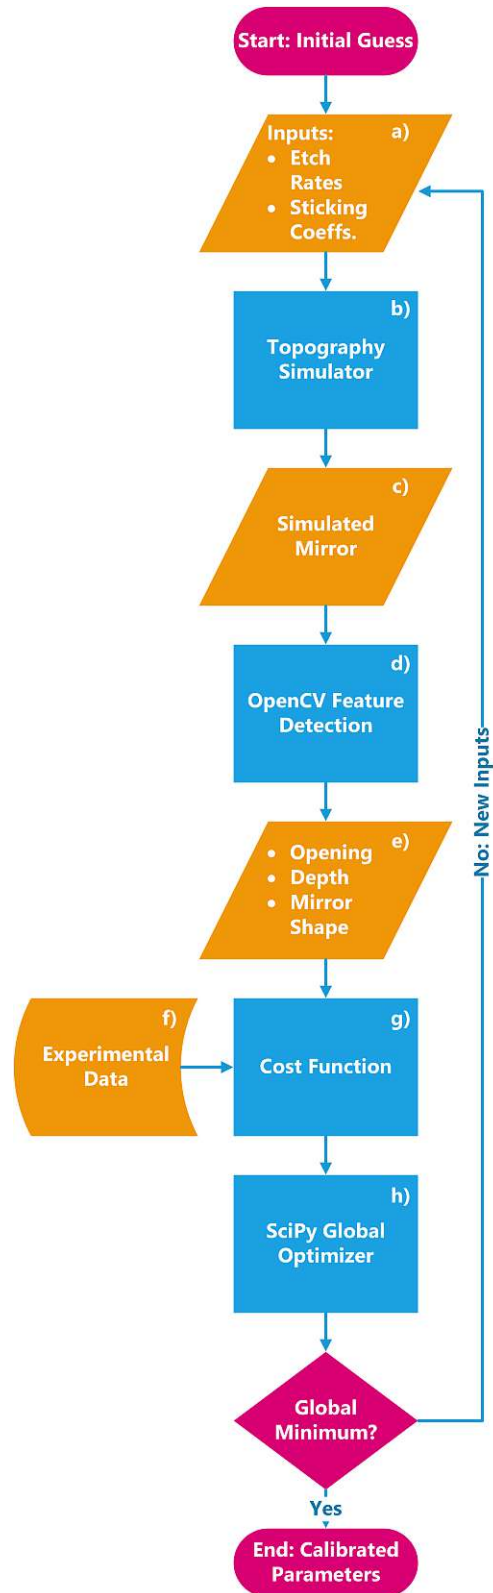 Start: Initial Guess
a)
Inputs:
• Etch
Rates
• Sticking
Coeffs.
b)
Topography
Simulator
c)
Simulated
Mirror
d)
OpenCV Feature
Detection
e)
• Opening
• Depth
• Mirror
Shape
f)
Experimental
Data
g)
Cost Function
h)
SciPy Global
Optimizer
Global
Minimum?
No: New Inputs
Yes
End: Calibrated
Parameters